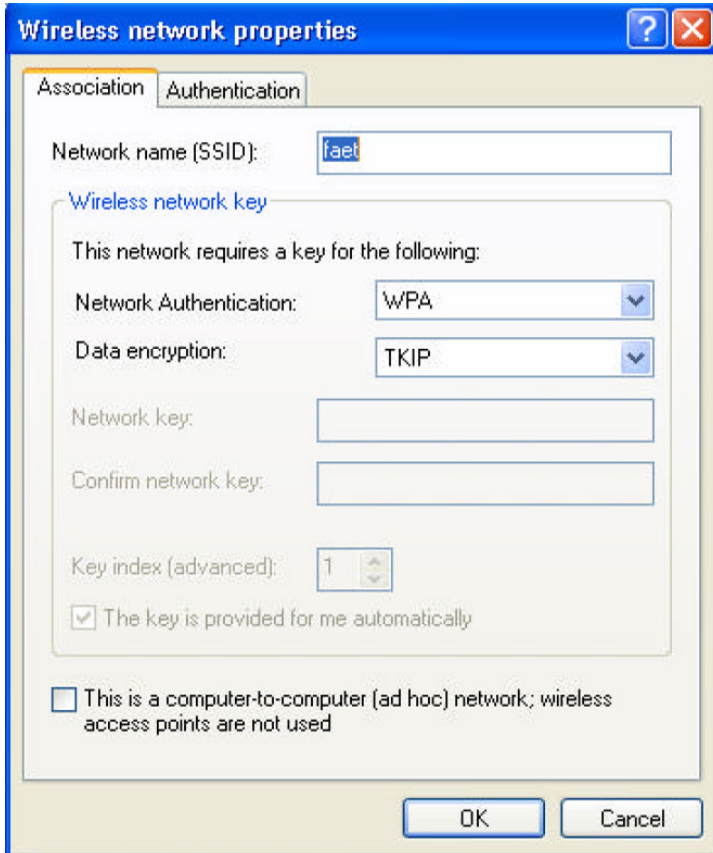 Wireless network properties
Association Authentication
Network name (SSID): faet
Wireless network key
This network requires a key for the following:
Network Authentication: WPA
Data encryption: TKIP
Network key:
Confirm network key:
Key index (advanced): 1
The key is provided for me automatically
This is a computer-to-computer (ad hoc) network; wireless
access points are not used
OK Cancel